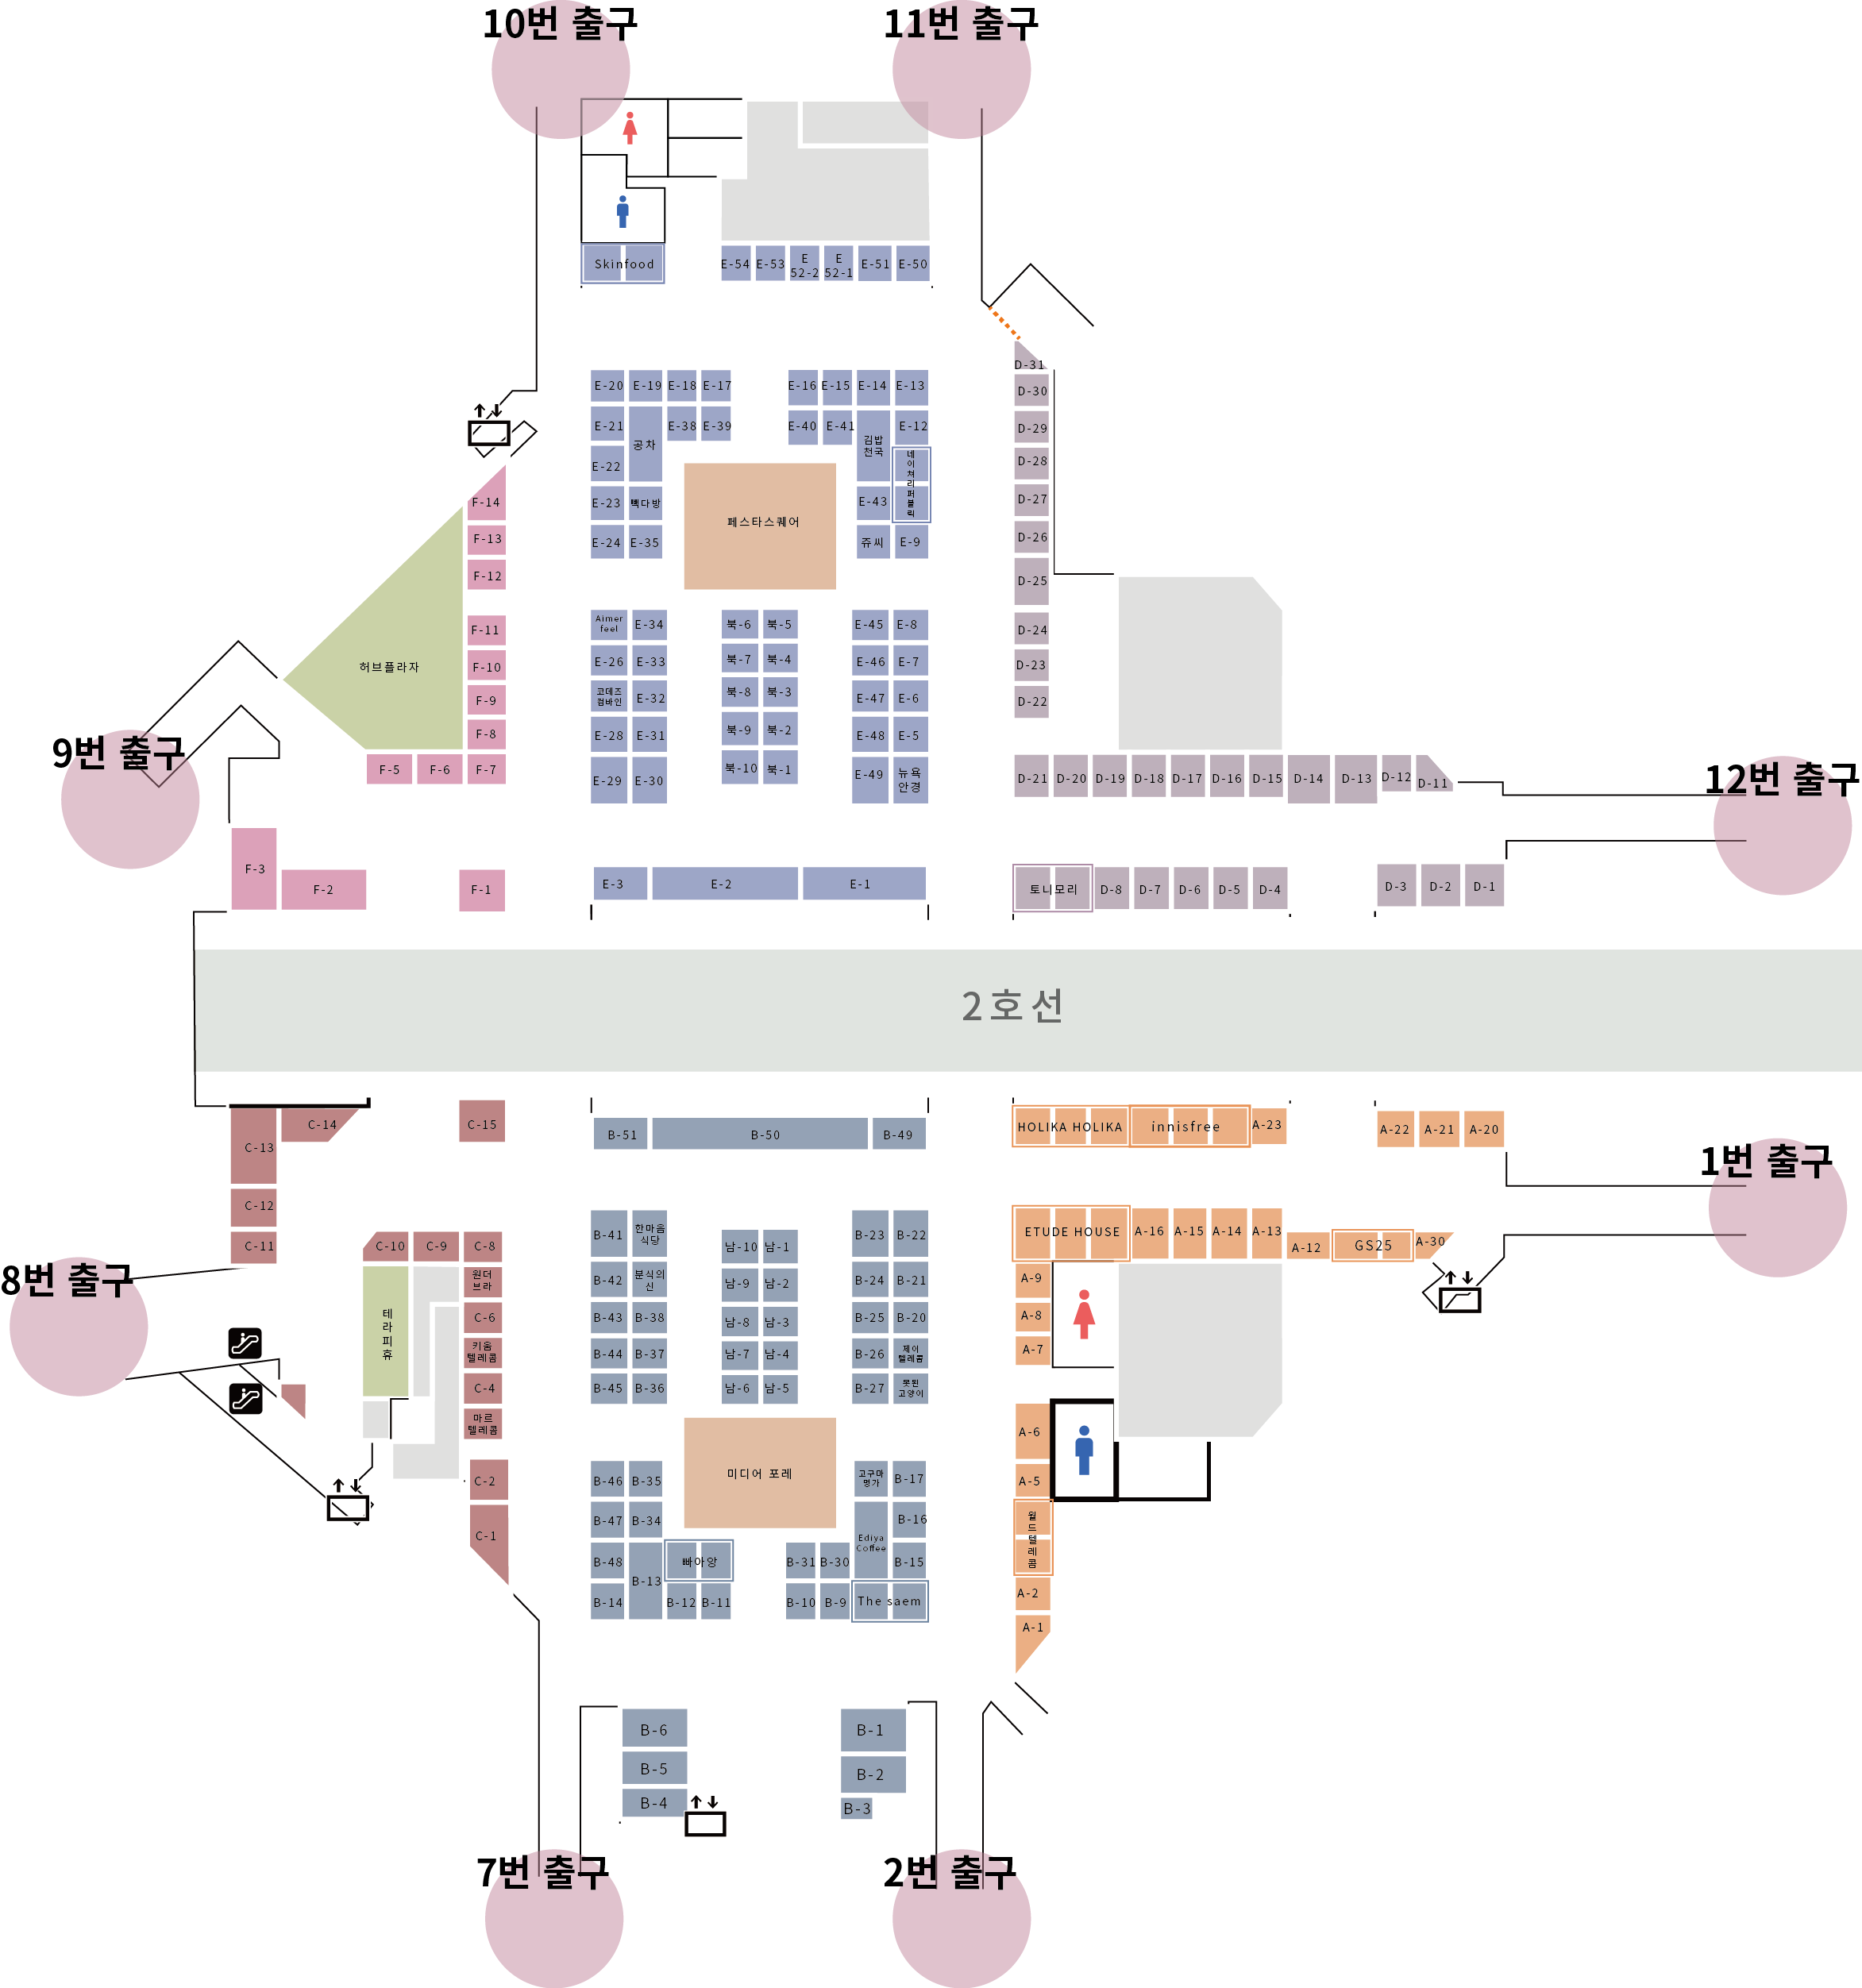 10번 출구
11번 출구
Skinfood
E-54
E-53
E
52-2
E
52-1
E-51
E-50
D-31
D-30
D-29
D-28
D-27
D-26
D-25
D-24
D-23
D-22
E-20
E-19
E-18
E-17
E-16
E-15
E-14
E-13
E-21
공차
E-38
E-39
E-40
E-41
김밥
천국
E-12
네이쳐리퍼블릭
E-22
E-23
빽다방
E-43
E-24
E-35
쥬씨
E-9
페스타스퀘어
F-14
F-13
F-12
F-11
F-10
F-9
F-8
F-5
F-6
F-7
허브플라자
Aimer
feel
E-34
북-6
북-5
E-45
E-8
E-26
E-33
북-7
북-4
E-46
E-7
코데즈
컴바인
E-32
북-8
북-3
E-47
E-6
E-28
E-31
북-9
북-2
E-48
E-5
E-29
E-30
북-10
북-1
E-49
뉴욕
안경
9번 출구
D-21
D-20
D-19
D-18
D-17
D-16
D-15
D-14
D-13
D-12
D-11
12번 출구
F-3
F-2
F-1
E-3
E-2
E-1
토니모리
D-8
D-7
D-6
D-5
D-4
D-3
D-2
D-1
2호선
C-13
C-14
C-15
B-51
B-50
B-49
HOLIKA HOLIKA
innisfree
A-23
A-22
A-21
A-20
1번 출구
C-12
C-11
C-10
C-9
C-8
원더
브라
C-6
키움
텔레콤
C-4
마르
텔레콤
C-2
C-1
테라피휴
8번 출구
B-41
한마음
식당
남-10
남-1
B-23
B-22
B-42
분식의
신
남-9
남-2
B-24
B-21
B-43
B-38
남-8
남-3
B-25
B-20
B-44
B-37
남-7
남-4
B-26
제이
텔레콤
B-45
B-36
남-6
남-5
B-27
못된
고양이
ETUDE HOUSE
A-16
A-15
A-14
A-13
A-12
GS25
A-30
A-9
A-8
A-7
A-6
A-5
월드텔레콤
A-2
A-1
미디어 포레
B-46
B-35
고구마
명가
B-17
B-47
B-34
Ediya
Coffee
B-16
B-48
B-13
빠아앙
B-31
B-30
B-15
B-14
B-12
B-11
B-10
B-9
The saem
B-6
B-5
B-4
B-1
B-2
B-3
7번 출구
2번 출구